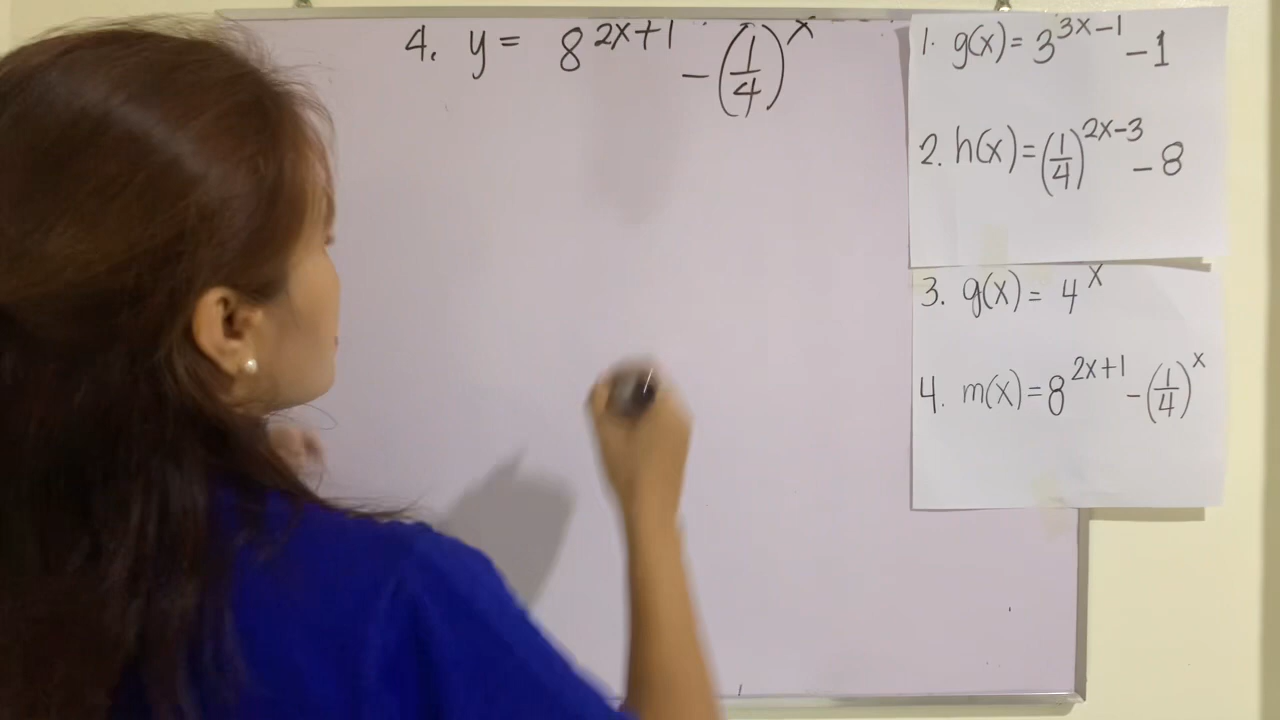 4. y = 8^{2x+1} - (1/4)^x
1. g(x) = 3^{3x-1} - 1
2. h(x) = (1/4)^{2x-3} - 8
3. g(x) = 4^x
4. m(x) = 8^{2x+1} - (1/4)^x